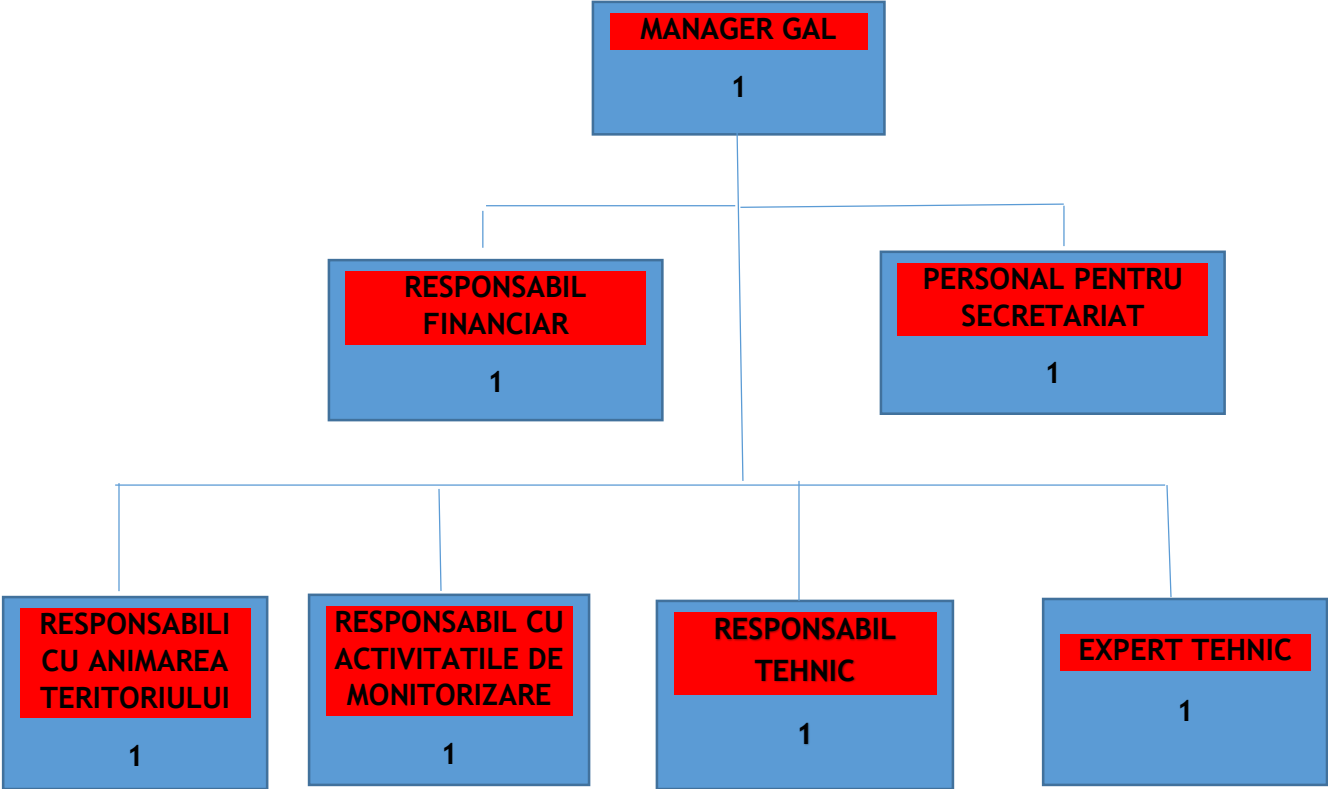 MANAGER GAL
1
RESPONSABIL
FINANCIAR
1
PERSONAL PENTRU
SECRETARIAT
1
RESPONSABILI
CU ANIMAREA
TERITORIULUI
1
RESPONSABIL CU
ACTIVITATILE DE
MONITORIZARE
1
RESPONSABIL
TEHNIC
1
EXPERT TEHNIC
1